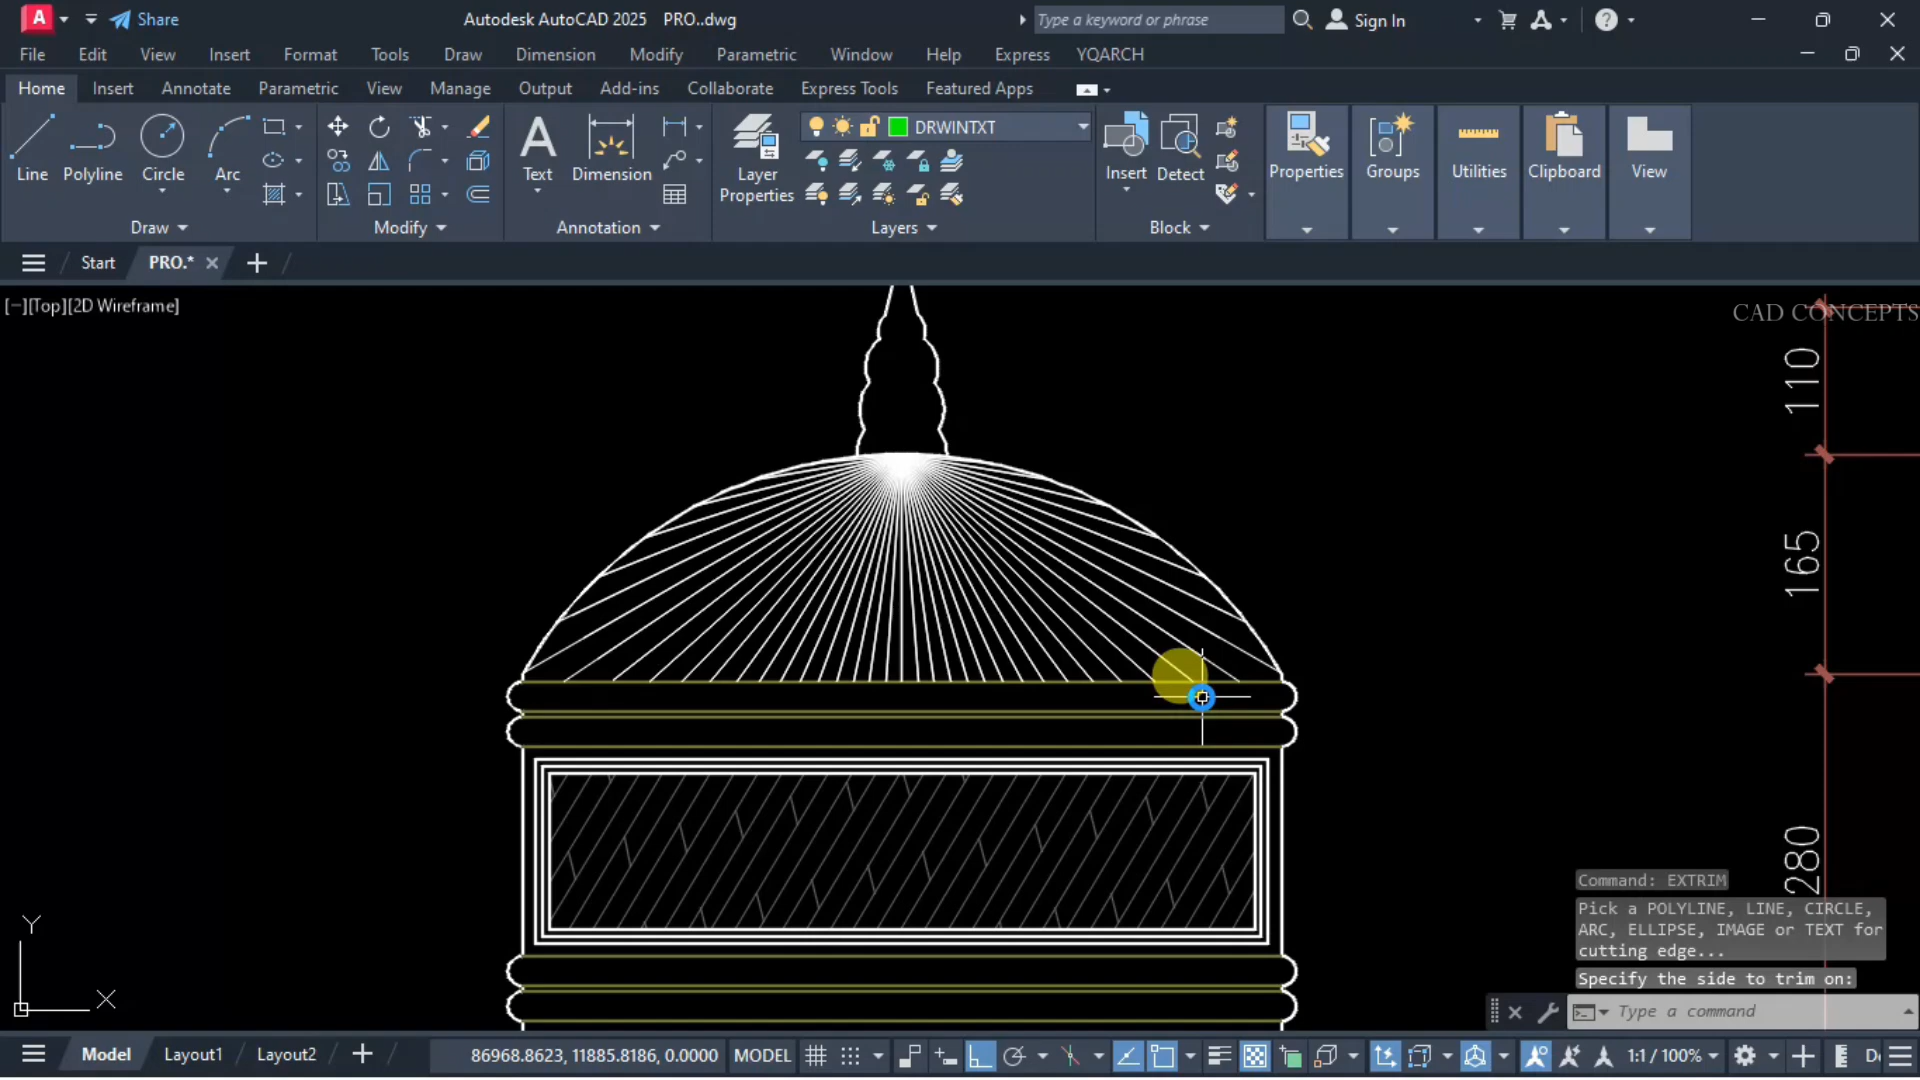 A Share Autodesk AutoCAD 2025 PRO..dwg Type a keyword or phrase Sign In
File Edit View Insert Format Tools Draw Dimension Modify Parametric Window Help Express YQARCH
Home Insert Annotate Parametric View Manage Output Add-ins Collaborate Express Tools Featured Apps
DRWINTXT
Line Polyline Circle Arc Text Dimension Layer Properties Insert Detect Properties Groups Utilities Clipboard View
Draw Modify Annotation Layers Block
Start PRO.*
[−][Top][2D Wireframe]
CAD CONCEPTS
110
165
280
Command: EXTRIM
Pick a POLYLINE, LINE, CIRCLE,
ARC, ELLIPSE, IMAGE or TEXT for
cutting edge...
Specify the side to trim on:
Type a command
Y
X
Model Layout1 Layout2 86968.8623, 11885.8186, 0.0000 MODEL 1:1 / 100%